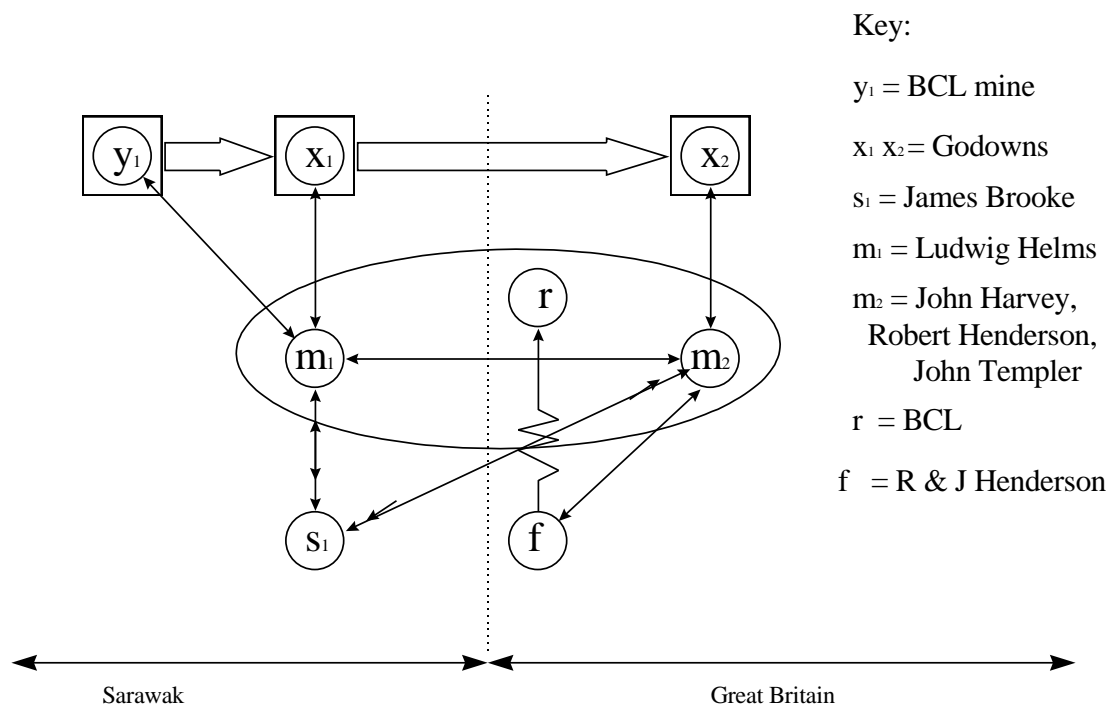 Key:
y₁ = BCL mine
x₁ x₂ = Godowns
s₁ = James Brooke
m₁ = Ludwig Helms
m₂ = John Harvey,
Robert Henderson,
John Templer
r = BCL
f = R & J Henderson
y₁ x₁ x₂
r
m₁ m₂
s₁ f
Sarawak Great Britain